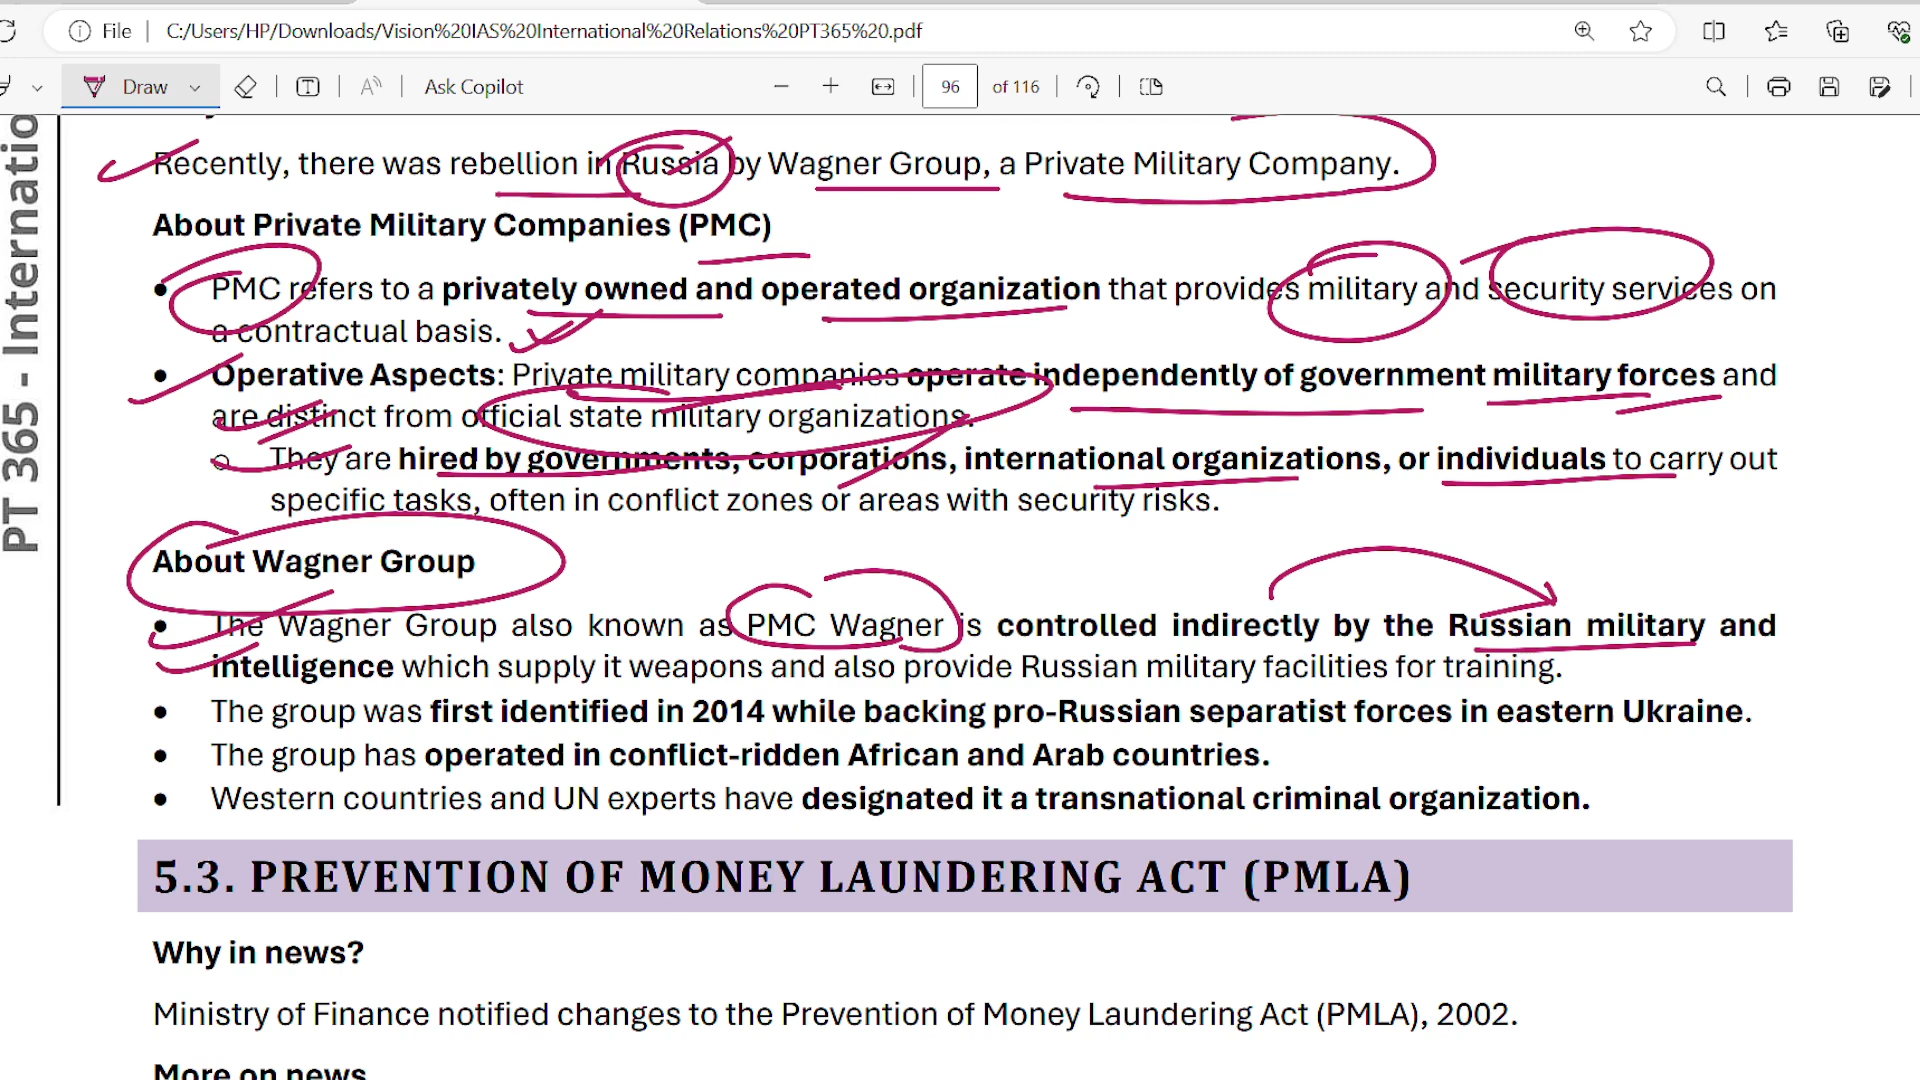 File
C:/Users/HP/Downloads/Vision%20IAS%20International%20Relations%20PT365%20.pdf
Draw
Ask Copilot
96 of 116
PT 365 - Internatio
Recently, there was rebellion in Russia by Wagner Group, a Private Military Company.
About Private Military Companies (PMC)
• PMC refers to a privately owned and operated organization that provides military and security services on
a contractual basis.
• Operative Aspects: Private military companies operate independently of government military forces and
are distinct from official state military organizations.
o They are hired by governments, corporations, international organizations, or individuals to carry out
specific tasks, often in conflict zones or areas with security risks.
About Wagner Group
• The Wagner Group also known as PMC Wagner is controlled indirectly by the Russian military and
intelligence which supply it weapons and also provide Russian military facilities for training.
• The group was first identified in 2014 while backing pro-Russian separatist forces in eastern Ukraine.
• The group has operated in conflict-ridden African and Arab countries.
• Western countries and UN experts have designated it a transnational criminal organization.
5.3. PREVENTION OF MONEY LAUNDERING ACT (PMLA)
Why in news?
Ministry of Finance notified changes to the Prevention of Money Laundering Act (PMLA), 2002.
More on news